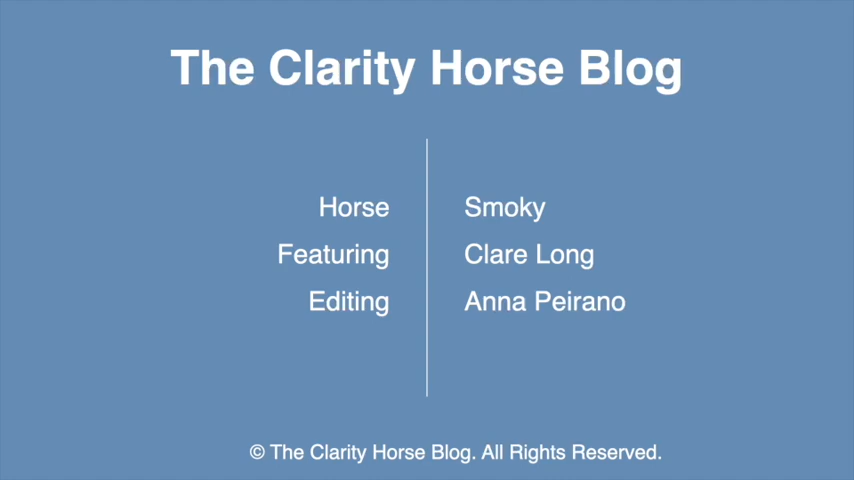 The Clarity Horse Blog
Horse Smoky
Featuring Clare Long
Editing Anna Peirano
© The Clarity Horse Blog. All Rights Reserved.